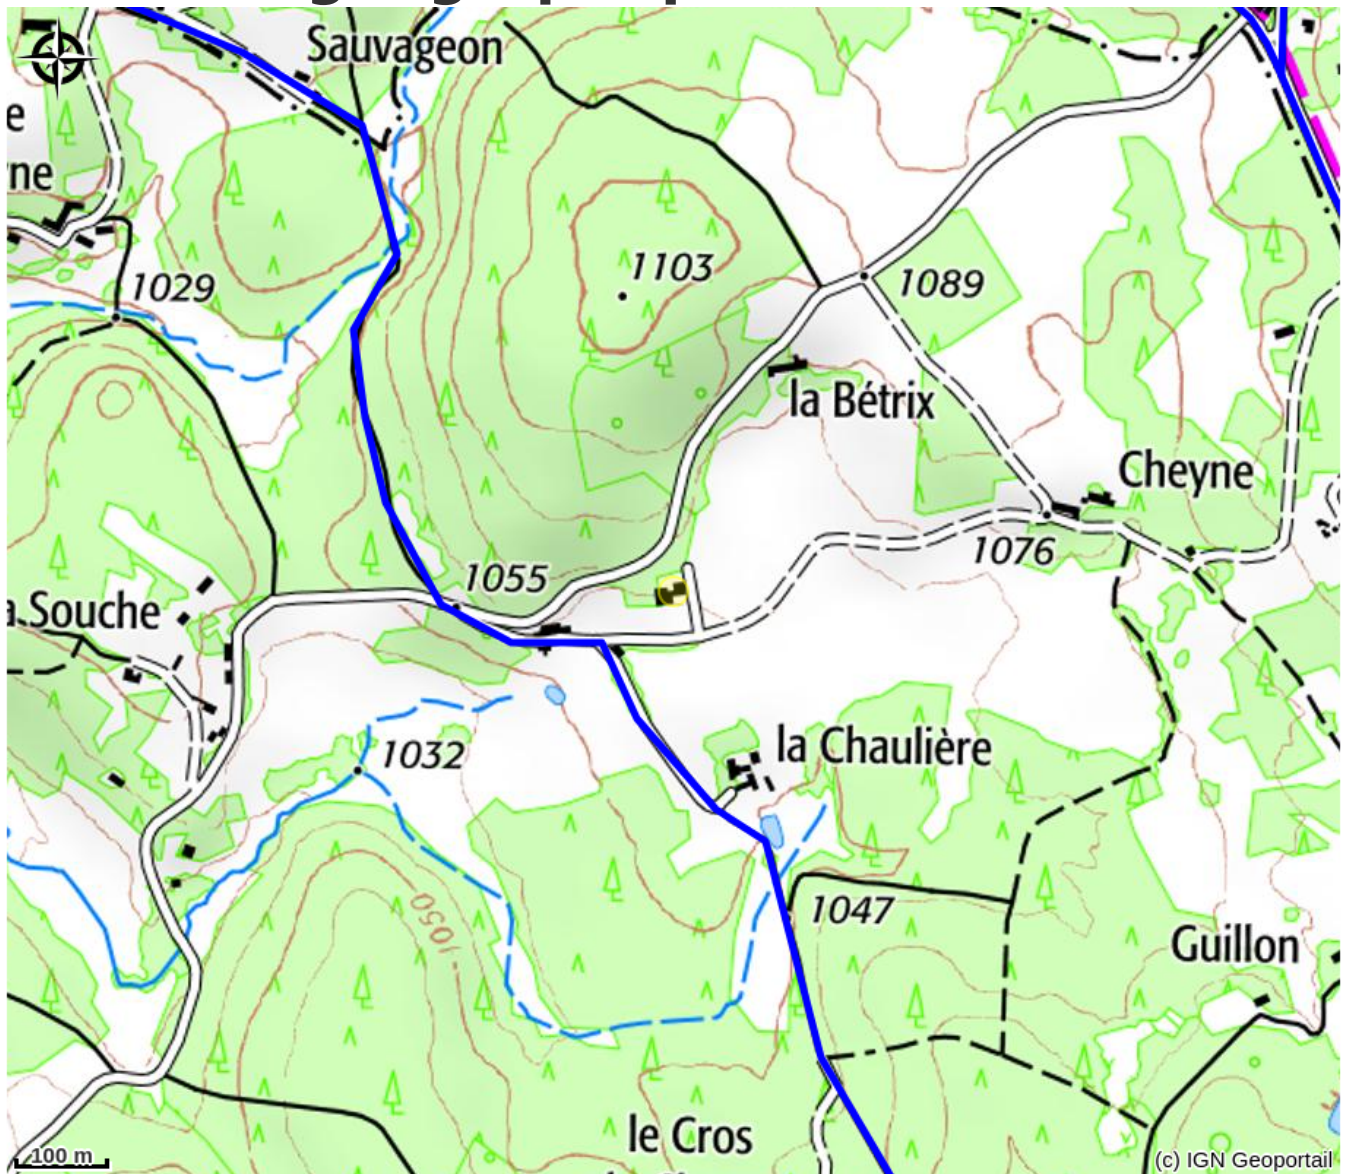 Sauvageon
e
ne
1029
1103
1089
la Bétrix
Cheyne
1076
1055
a Souche
1032
la Chaulière
1050
1047
Guillon
le Cros
100 m
(c) IGN Geoportail